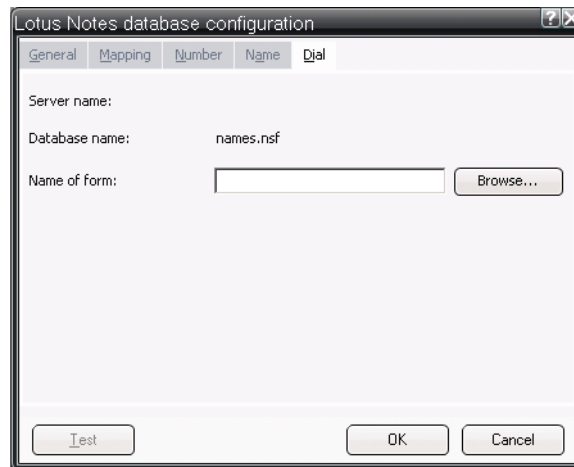 Lotus Notes database configuration ? X
General Mapping Number Name Dial
Server name:
Database name: names.nsf
Name of form: Browse...
Test OK Cancel